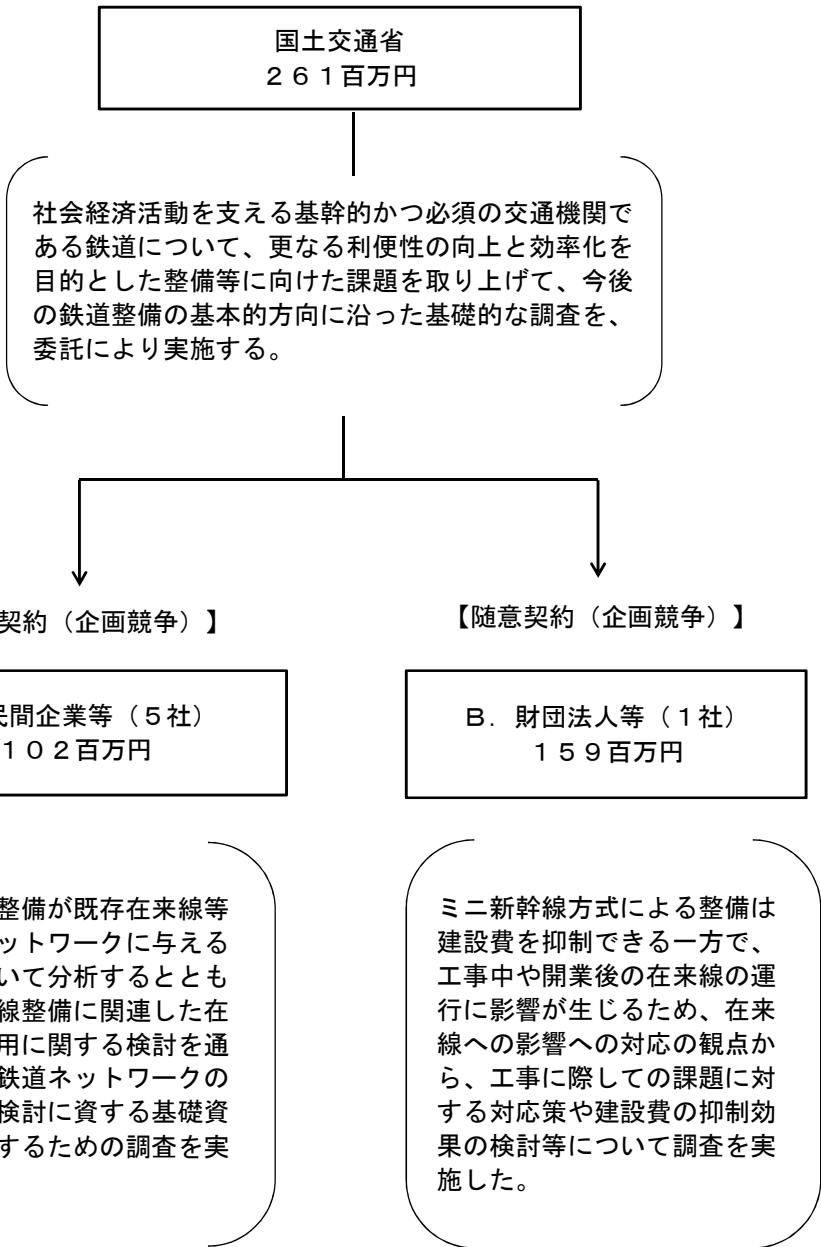 国土交通省
２６１百万円
社会経済活動を支える基幹的かつ必須の交通機関で
ある鉄道について、更なる利便性の向上と効率化を
目的とした整備等に向けた課題を取り上げて、今後
の鉄道整備の基本的方向に沿った基礎的な調査を、
委託により実施する。
契約（企画競争）】
民間企業等（５社）
１０２百万円
整備が既存在来線等
ットワークに与える
いて分析するととも
線整備に関連した在
用に関する検討を通
鉄道ネットワークの
検討に資する基礎資
するための調査を実
【随意契約（企画競争）】
Ｂ．財団法人等（１社）
１５９百万円
ミニ新幹線方式による整備は
建設費を抑制できる一方で、
工事中や開業後の在来線の運
行に影響が生じるため、在来
線への影響への対応の観点か
ら、工事に際しての課題に対
する対応策や建設費の抑制効
果の検討等について調査を実
施した。